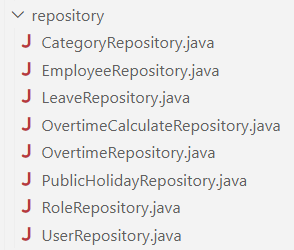 repository
CategoryRepository.java
EmployeeRepository.java
LeaveRepository.java
OvertimeCalculateRepository.java
OvertimeRepository.java
PublicHolidayRepository.java
RoleRepository.java
UserRepository.java